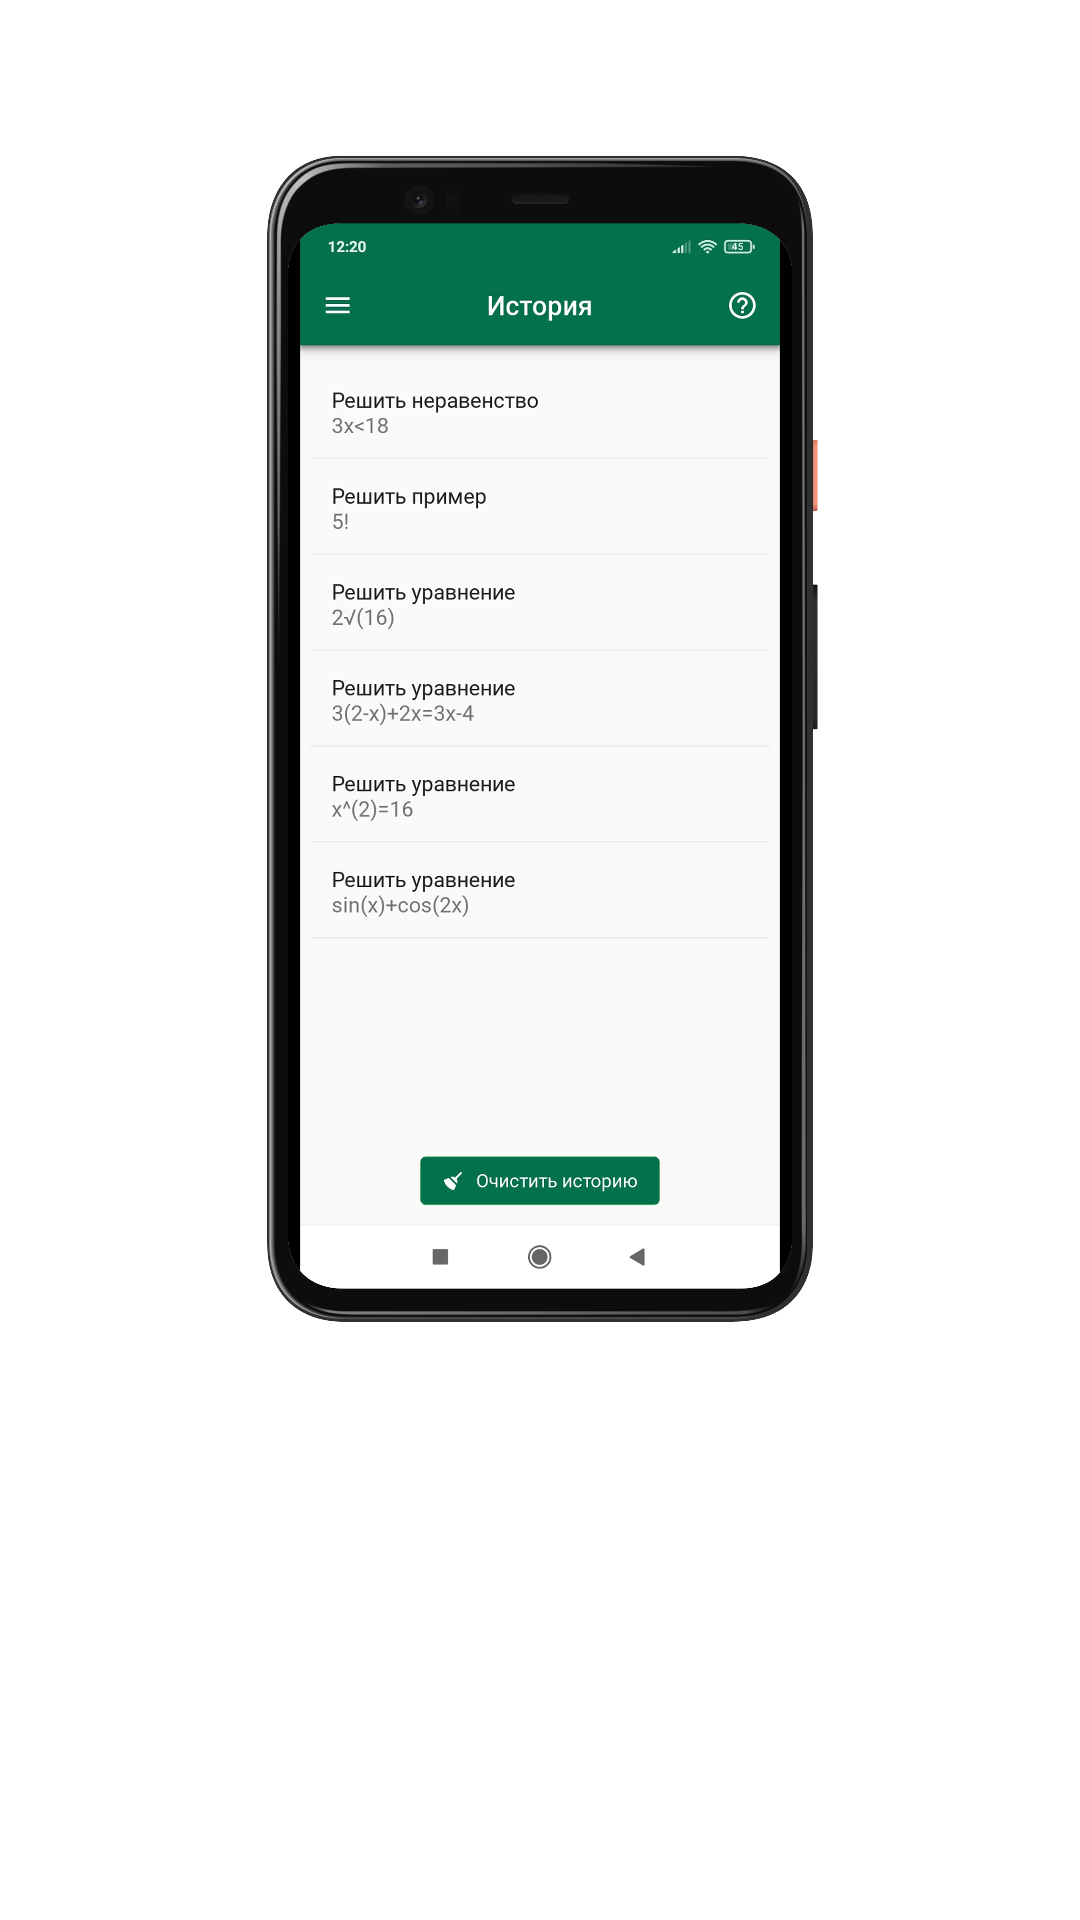 12:20
45
История
Решить неравенство
3x<18
Решить пример
5!
Решить уравнение
2√(16)
Решить уравнение
3(2-x)+2x=3x-4
Решить уравнение
x^(2)=16
Решить уравнение
sin(x)+cos(2x)
Очистить историю